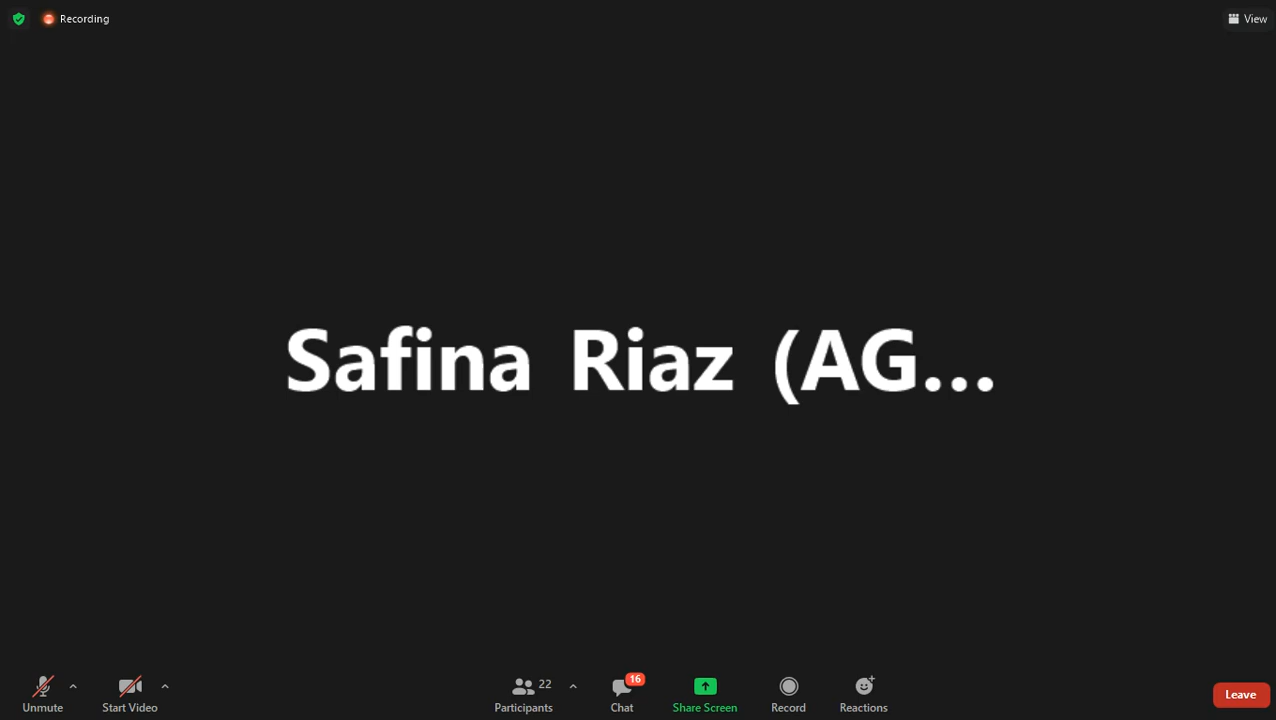 Recording
View
Safina Riaz (AG...
Unmute
Start Video
22
Participants
16
Chat
Share Screen
Record
Reactions
Leave